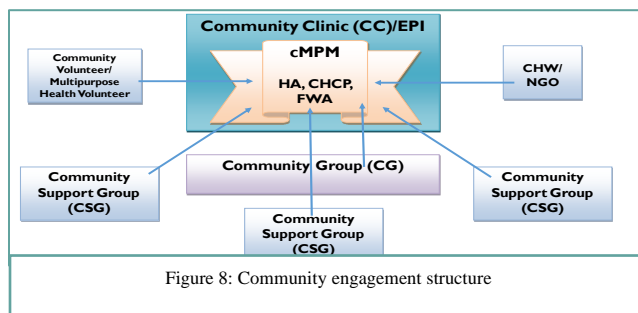 Community Clinic (CC)/EPI
Community
Volunteer/
Multipurpose
Health Volunteer
cMPM
HA, CHCP,
FWA
CHW/
NGO
Community Group (CG)
Community
Support Group
(CSG)
Community
Support Group
(CSG)
Community
Support Group
(CSG)
Figure 8: Community engagement structure